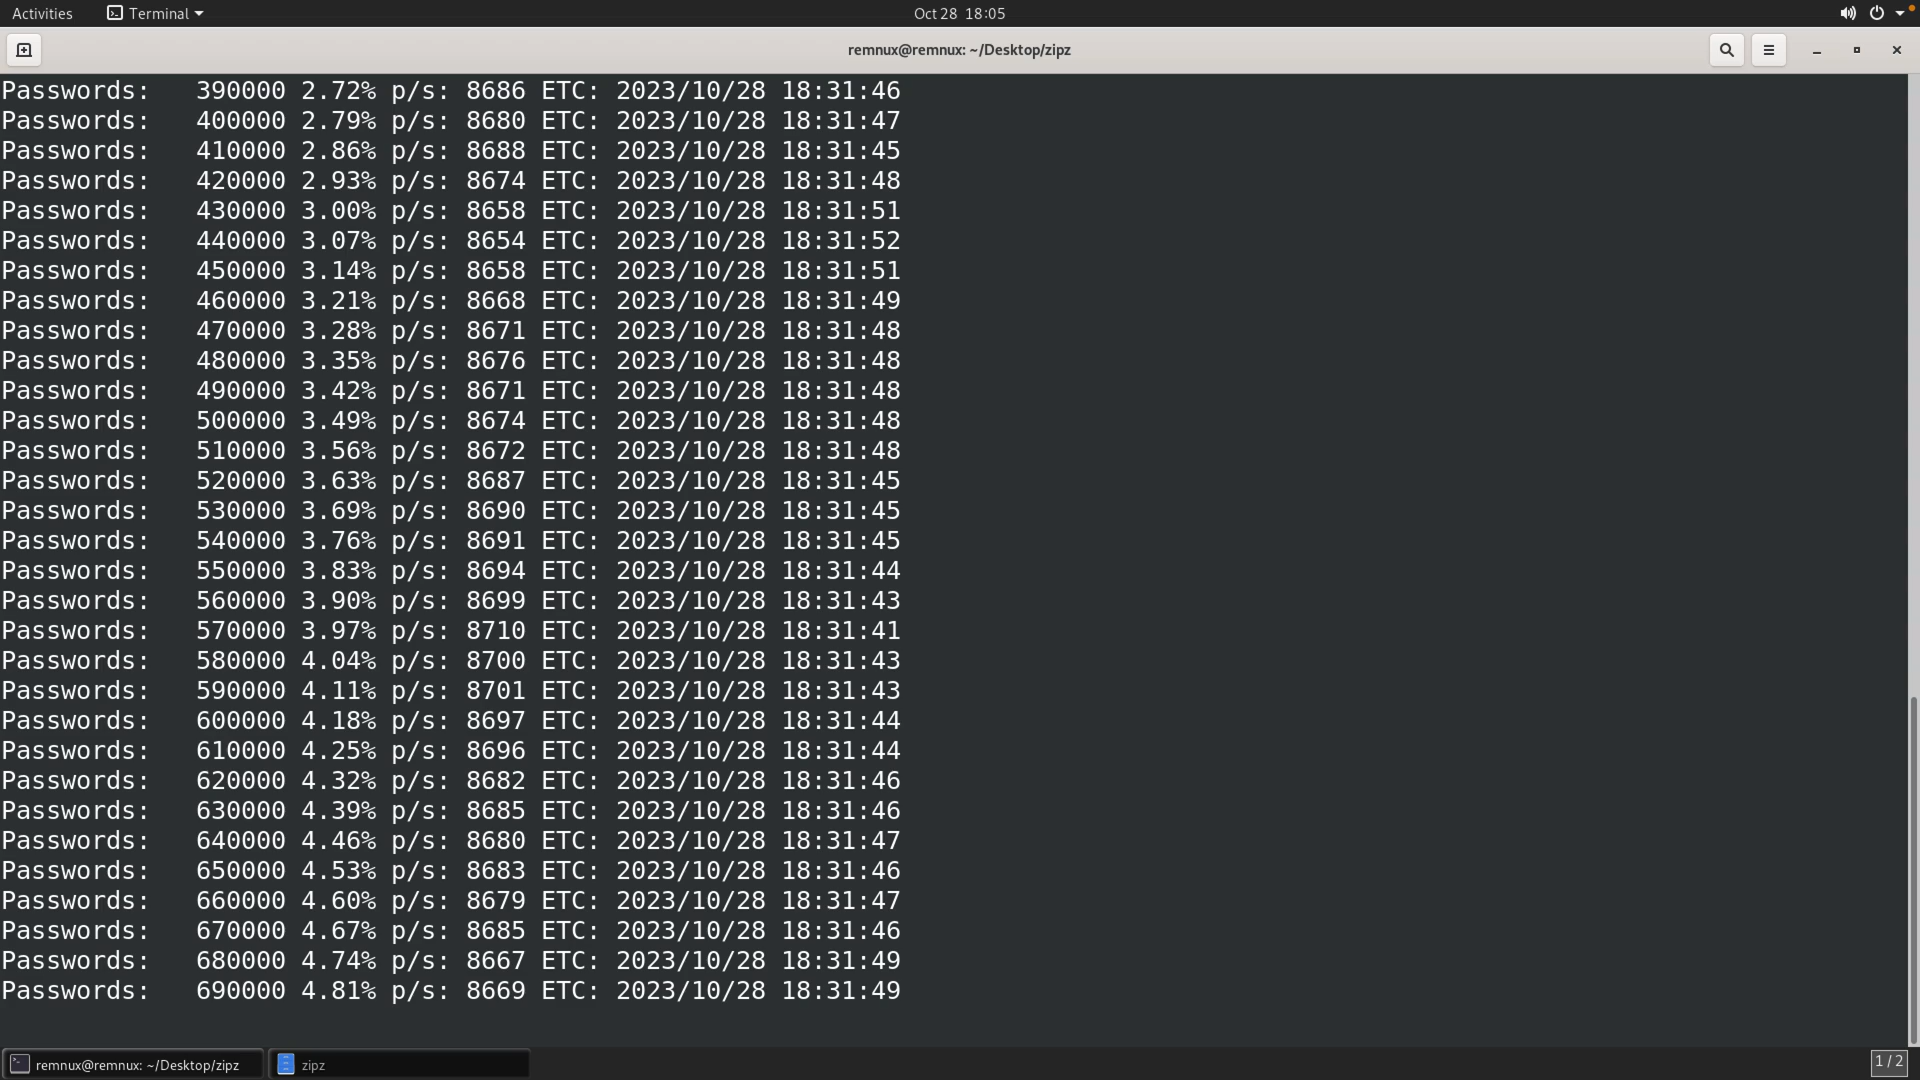 Activities Terminal Oct 28 18:05
remnux@remnux: ~/Desktop/zipz
Passwords: 390000 2.72% p/s: 8686 ETC: 2023/10/28 18:31:46
Passwords: 400000 2.79% p/s: 8680 ETC: 2023/10/28 18:31:47
Passwords: 410000 2.86% p/s: 8688 ETC: 2023/10/28 18:31:45
Passwords: 420000 2.93% p/s: 8674 ETC: 2023/10/28 18:31:48
Passwords: 430000 3.00% p/s: 8658 ETC: 2023/10/28 18:31:51
Passwords: 440000 3.07% p/s: 8654 ETC: 2023/10/28 18:31:52
Passwords: 450000 3.14% p/s: 8658 ETC: 2023/10/28 18:31:51
Passwords: 460000 3.21% p/s: 8668 ETC: 2023/10/28 18:31:49
Passwords: 470000 3.28% p/s: 8671 ETC: 2023/10/28 18:31:48
Passwords: 480000 3.35% p/s: 8676 ETC: 2023/10/28 18:31:48
Passwords: 490000 3.42% p/s: 8671 ETC: 2023/10/28 18:31:48
Passwords: 500000 3.49% p/s: 8674 ETC: 2023/10/28 18:31:48
Passwords: 510000 3.56% p/s: 8672 ETC: 2023/10/28 18:31:48
Passwords: 520000 3.63% p/s: 8687 ETC: 2023/10/28 18:31:45
Passwords: 530000 3.69% p/s: 8690 ETC: 2023/10/28 18:31:45
Passwords: 540000 3.76% p/s: 8691 ETC: 2023/10/28 18:31:45
Passwords: 550000 3.83% p/s: 8694 ETC: 2023/10/28 18:31:44
Passwords: 560000 3.90% p/s: 8699 ETC: 2023/10/28 18:31:43
Passwords: 570000 3.97% p/s: 8710 ETC: 2023/10/28 18:31:41
Passwords: 580000 4.04% p/s: 8700 ETC: 2023/10/28 18:31:43
Passwords: 590000 4.11% p/s: 8701 ETC: 2023/10/28 18:31:43
Passwords: 600000 4.18% p/s: 8697 ETC: 2023/10/28 18:31:44
Passwords: 610000 4.25% p/s: 8696 ETC: 2023/10/28 18:31:44
Passwords: 620000 4.32% p/s: 8682 ETC: 2023/10/28 18:31:46
Passwords: 630000 4.39% p/s: 8685 ETC: 2023/10/28 18:31:46
Passwords: 640000 4.46% p/s: 8680 ETC: 2023/10/28 18:31:47
Passwords: 650000 4.53% p/s: 8683 ETC: 2023/10/28 18:31:46
Passwords: 660000 4.60% p/s: 8679 ETC: 2023/10/28 18:31:47
Passwords: 670000 4.67% p/s: 8685 ETC: 2023/10/28 18:31:46
Passwords: 680000 4.74% p/s: 8667 ETC: 2023/10/28 18:31:49
Passwords: 690000 4.81% p/s: 8669 ETC: 2023/10/28 18:31:49
remnux@remnux: ~/Desktop/zipz zipz 1 / 2